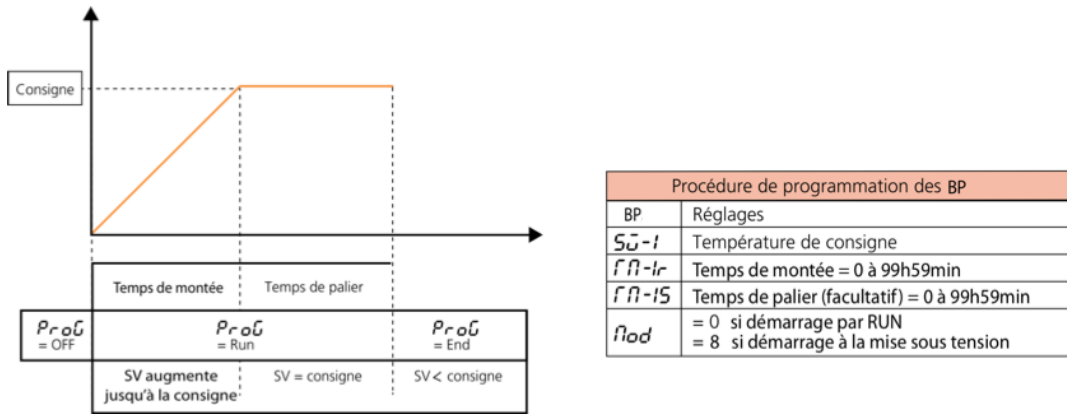 Consigne
Temps de montée
Temps de palier
ProG
= OFF
ProG
= Run
ProG
= End
SV augmente
jusqu'à la consigne
SV = consigne
SV < consigne
Procédure de programmation des BP
BP Réglages
SV-1 Température de consigne
TM-1r Temps de montée = 0 à 99h59min
TM-1S Temps de palier (facultatif) = 0 à 99h59min
Mod = 0 si démarrage par RUN
= 8 si démarrage à la mise sous tension